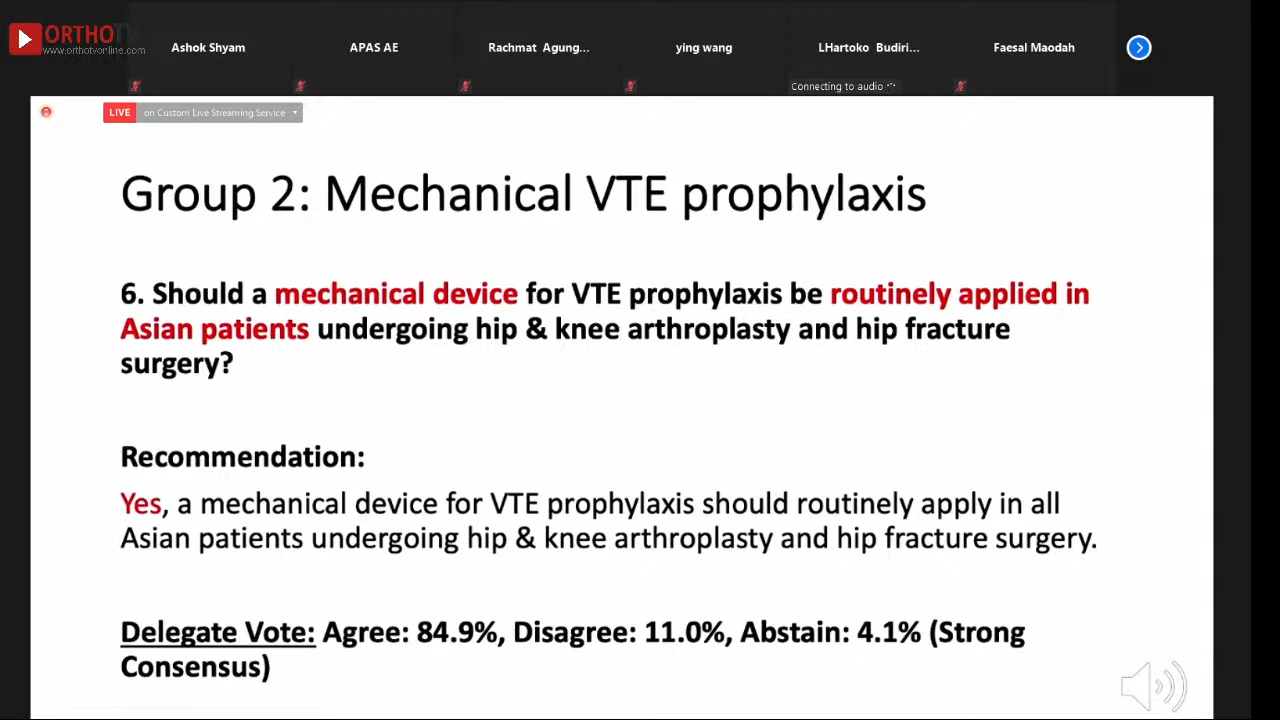 ORTHOTV
www.orthotvonline.com
Ashok Shyam
APAS AE
Rachmat Agung...
ying wang
LHartoko Budiri...
Faesal Maodah
Connecting to audio
LIVE
on Custom Live Streaming Service
Group 2: Mechanical VTE prophylaxis
6. Should a mechanical device for VTE prophylaxis be routinely applied in
Asian patients undergoing hip & knee arthroplasty and hip fracture
surgery?
Recommendation:
Yes, a mechanical device for VTE prophylaxis should routinely apply in all
Asian patients undergoing hip & knee arthroplasty and hip fracture surgery.
Delegate Vote: Agree: 84.9%, Disagree: 11.0%, Abstain: 4.1% (Strong
Consensus)